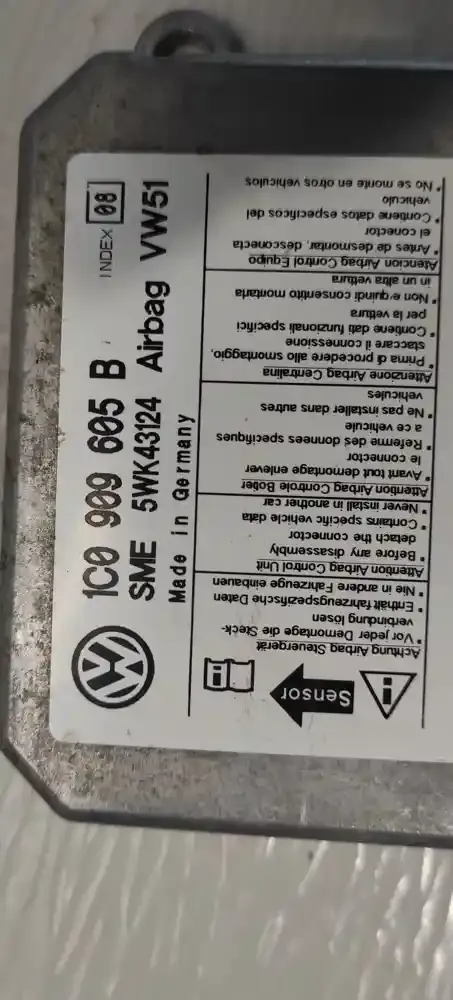 1C0 909 605 B
INDEX 08
SME 5WK43124 Airbag VW51
Made in Germany
Sensor
Achtung Airbag Steuergerät
• Vor jeder Demontage die Steck-
verbindung lösen
• Enthält fahrzeugspezifische Daten
• Nie in andere Fahrzeuge einbauen
Attention Airbag Control Unit
• Before any disassembly
detach the connector
• Contains specific vehicle data
• Never install in another car
Attention Airbag Controle Boîter
• Avant tout demontage enlever
le connector
• Referme des donnees specifiques
a ce vehicule
• Ne pas installer dans autres
vehicules
Attenzione Airbag Centralina
• Prima di procedere allo smontaggio,
staccare il connessione
• Contiene dati funzionali specifici
per la vettura
• Non e'quindi consentito montarla
in un altra vettura
Atencion Airbag Control Equipo
• Antes de desmontar, desconecta
el conector
• Contiene datos especificos del
vehiculo
• No se monte en otros vehiculos